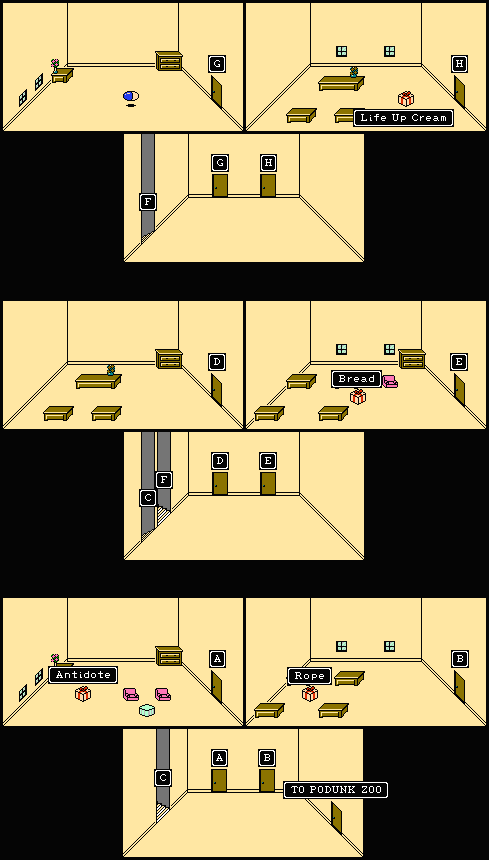 G
H
Life Up Cream
G
H
F
D
E
Bread
D
E
F
C
A
B
Antidote
Rope
A
B
C
TO PODUNK ZOO